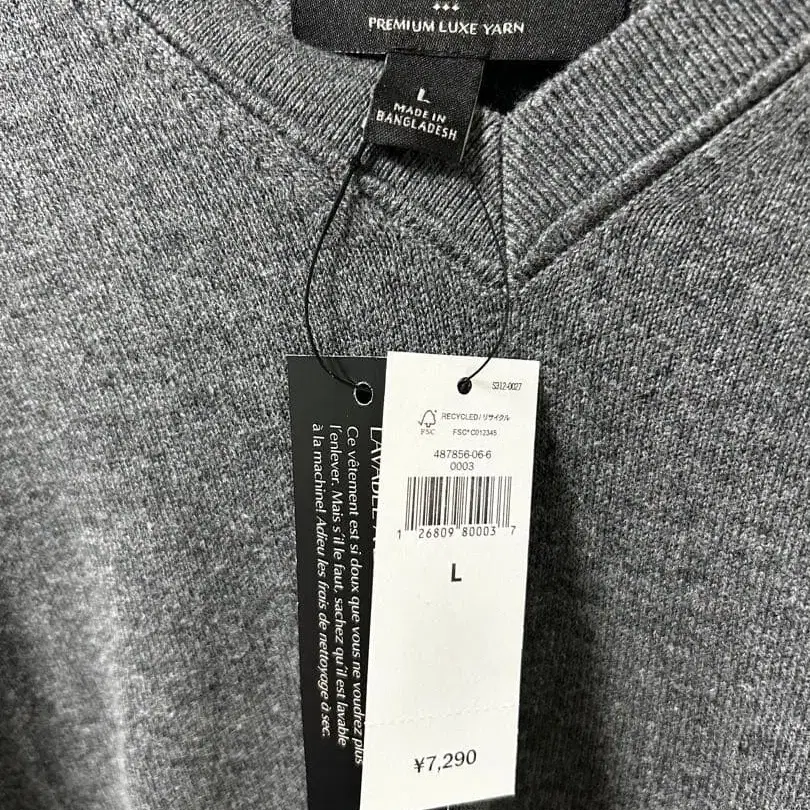 PREMIUM LUXE YARN
L
MADE IN
BANGLADESH
S312-0027
RECYCLED/リサイクル
FSC
FSC® C012345
487856-06-6
0003
1 26809 80003 7
L
¥7,290
Ce vêtement est si doux que vous ne voudrez plus
l'enlever. Mais s'il le faut, sachez qu'il est lavable
à la machine! Adieu les frais de nettoyage à sec.